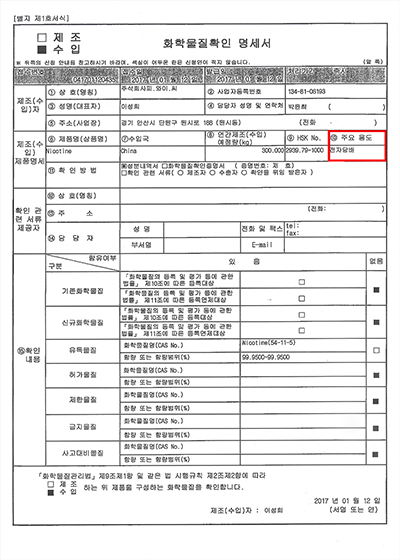 [별지 제1호서식]
□ 제 조
■ 수 입
화학물질확인 명세서
※ 뒤쪽의 신청 안내를 참고하시기 바라며, 색상이 어두운 란은 신청인이 적지 않습니다. (앞 쪽)
접수번호 접수일 발급일 처리기간 즉시
2017년 01월 12일 2017년 01월 12일
제조(수입)자
① 상 호(명칭) 주식회사피.와이.씨 ② 사업자등록번호 134-81-06193
③ 성명(대표자) 이성희 ④ 담당자 성명 및 연락처 박은화 ( )
⑤ 주소(사업장) 경기 안산시 단원구 원시로 168 (원시동) (전화 )
제조(수입) 제품명세
⑥ 제품명(상품명) ⑦ 수입국 ⑧ 연간제조(수입) 예정량(kg) ⑨ HSK No. ⑩ 주요 용도
Nicotine China 300.000 2939.79-1000 전자담배
⑪ 확 인 방 법
▣성분내역서 □화학물질확인증명서 ( 증명번호: 제 호)
□확인 관련 서류( ○ 제조자 ○ 수출자 ○ 확인을 위임 받은자 )
확인 관련 서류 제공자
⑫ 상 호(명칭)
⑬ 주 소 (전화: )
⑭ 담 당 자 성 명 전화 및 팩스 tel:
fax:
부서명 E-mail
⑮확인 내용
함유여부 구분 있 음 없음
기존화학물질 「화학물질의 등록 및 평가 등에 관한 법률」 제10조에 따른 등록대상 □ ■
「화학물질의 등록 및 평가 등에 관한 법률」 제11조에 따른 등록면제대상 □
신규화학물질 「화학물질의 등록 및 평가 등에 관한 법률」 제10조에 따른 등록대상 □ ■
「화학물질의 등록 및 평가 등에 관한 법률」 제11조에 따른 등록면제대상 □
유독물질 화학물질명(CAS No.) Nicotine(54-11-5) □
함량 또는 함량범위(%) 99.9500-99.9500
허가물질 화학물질명(CAS No.) ■
함량 또는 함량범위(%)
제한물질 화학물질명(CAS No.) ■
함량 또는 함량범위(%)
금지물질 화학물질명(CAS No.) ■
함량 또는 함량범위(%)
사고대비물질 화학물질명(CAS No.) ■
함량 또는 함량범위(%)
「화학물질관리법」제9조제1항 및 같은 법 시행규칙 제2조제2항에 따라
□ 제 조
■ 수 입
하는 위 제품을 구성하는 화학물질을 확인합니다.
2017 년 01 월 12 일
제조(수입)자 : 이성희 (서명 또는 인)